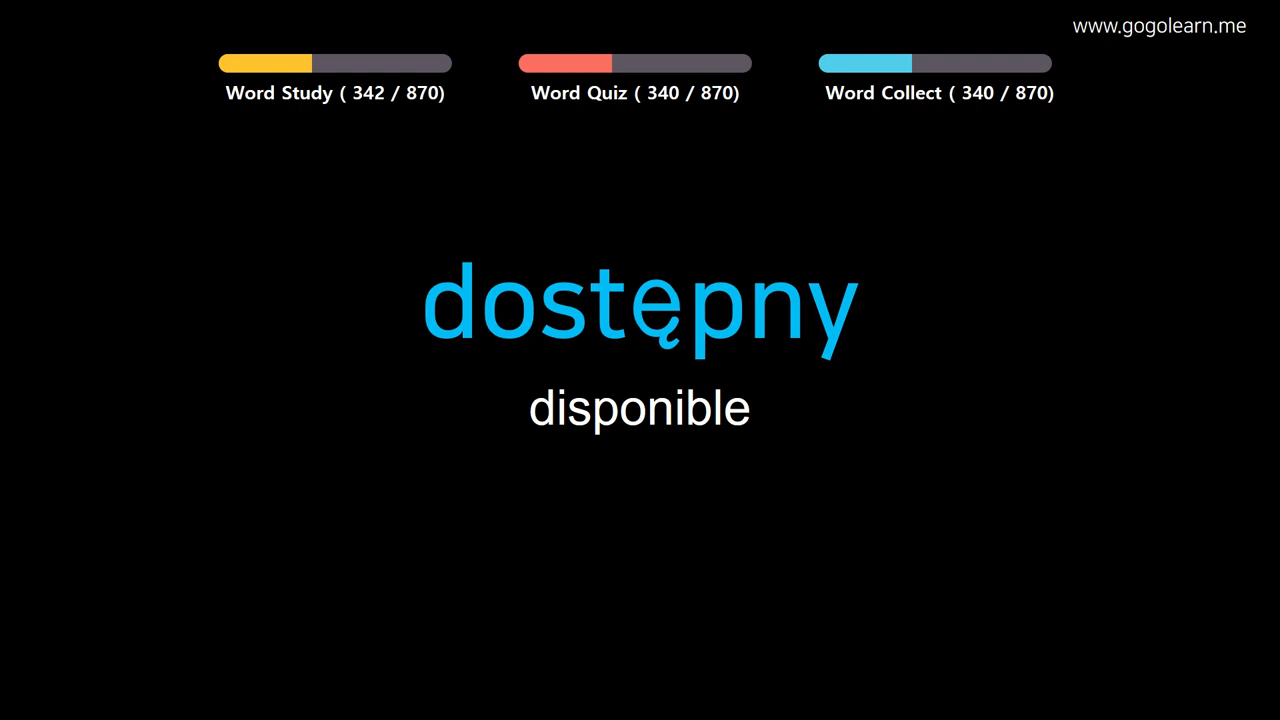 www.gogolearn.me
Word Study ( 342 / 870)
Word Quiz ( 340 / 870)
Word Collect ( 340 / 870)
dostępny
disponible